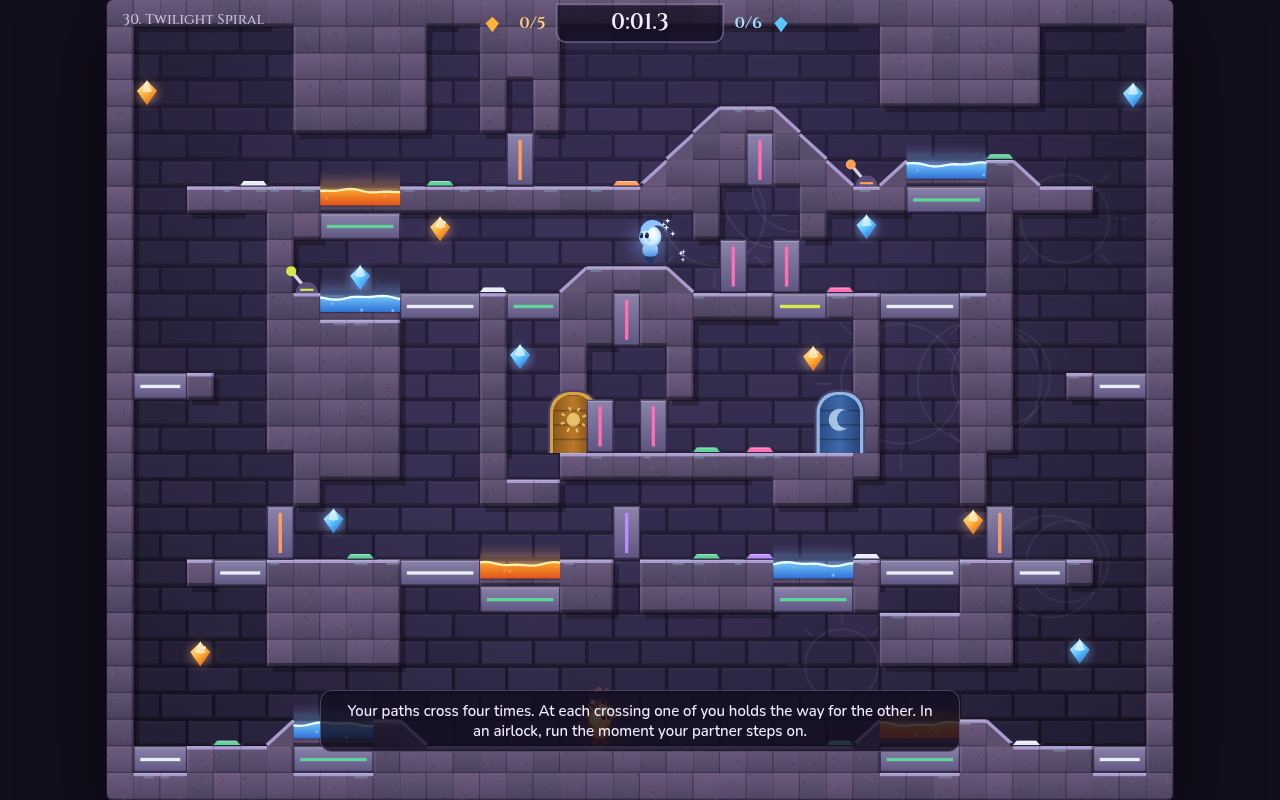 30. Twilight Spiral
0/5
0:01.3
0/6
Your paths cross four times. At each crossing one of you holds the way for the other. In
an airlock, run the moment your partner steps on.